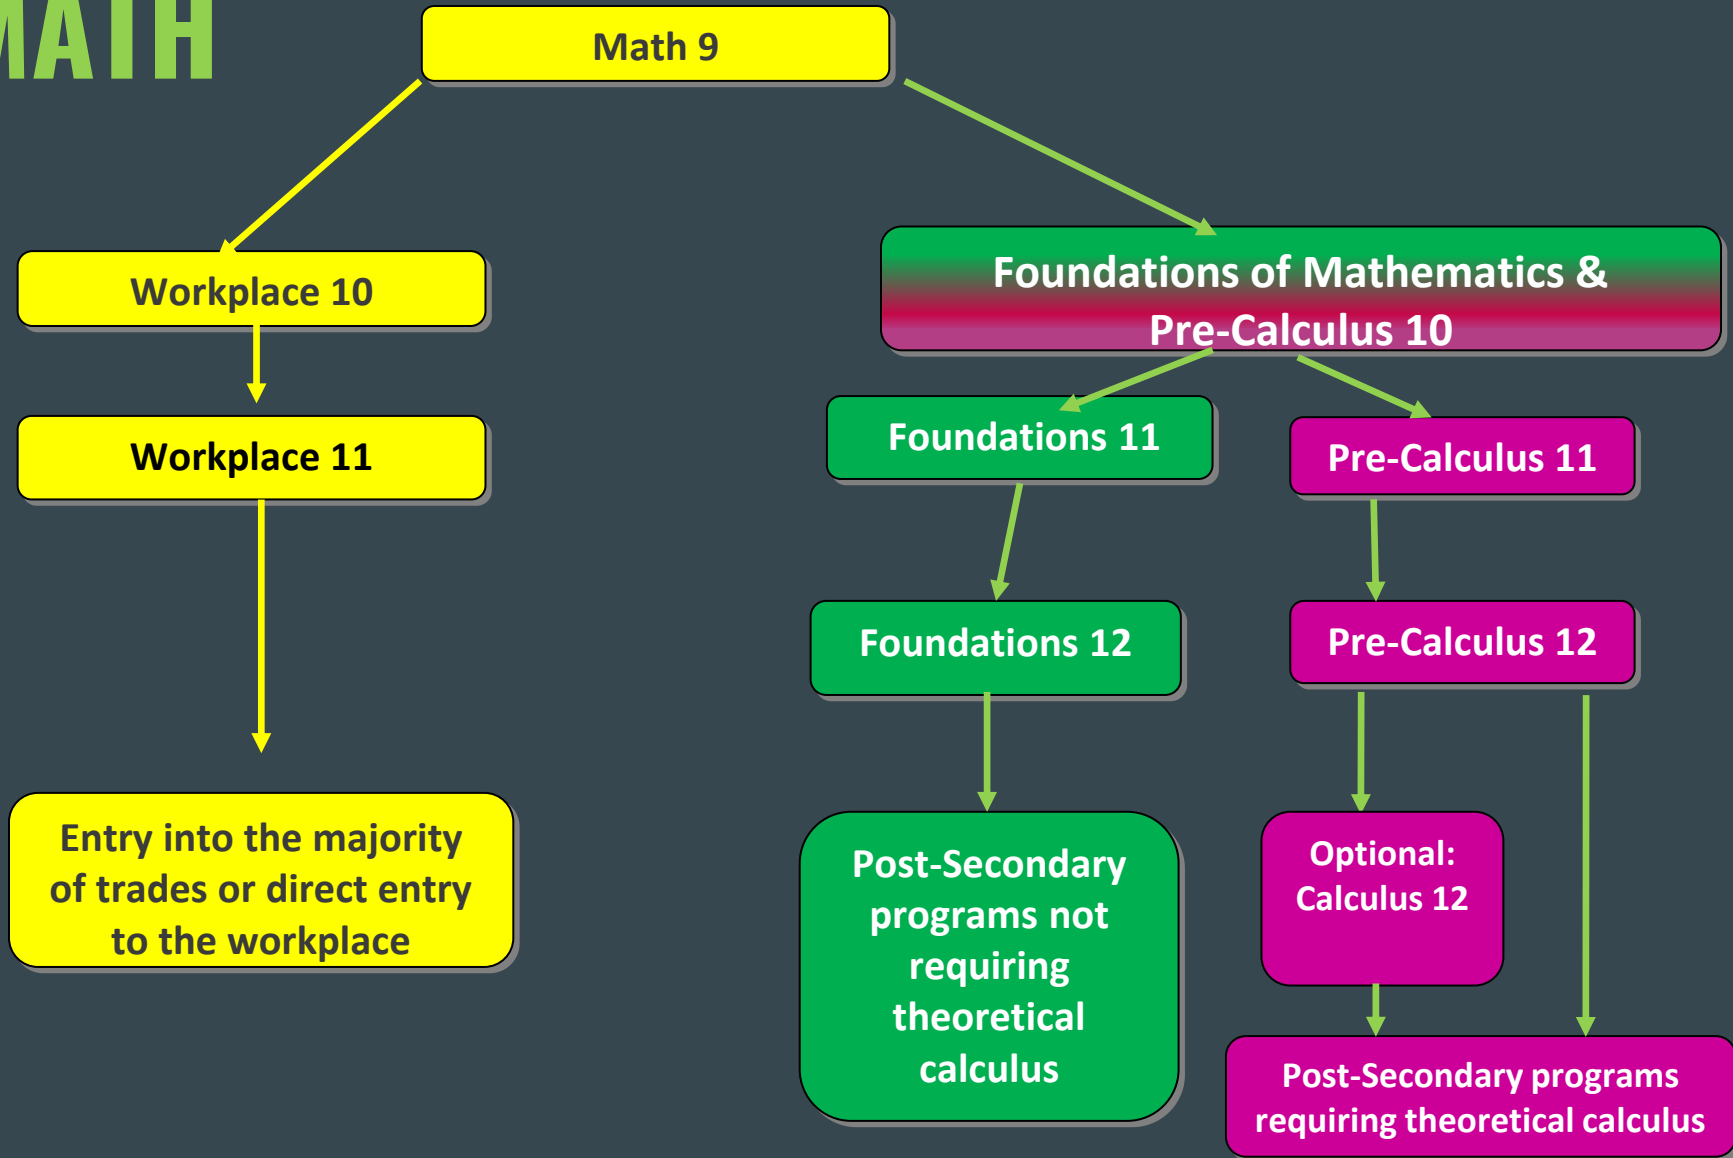 MATH
Math 9
Workplace 10
Foundations of Mathematics &
Pre-Calculus 10
Workplace 11
Foundations 11
Pre-Calculus 11
Foundations 12
Pre-Calculus 12
Entry into the majority
of trades or direct entry
to the workplace
Post-Secondary
programs not
requiring
theoretical
calculus
Optional:
Calculus 12
Post-Secondary programs
requiring theoretical calculus